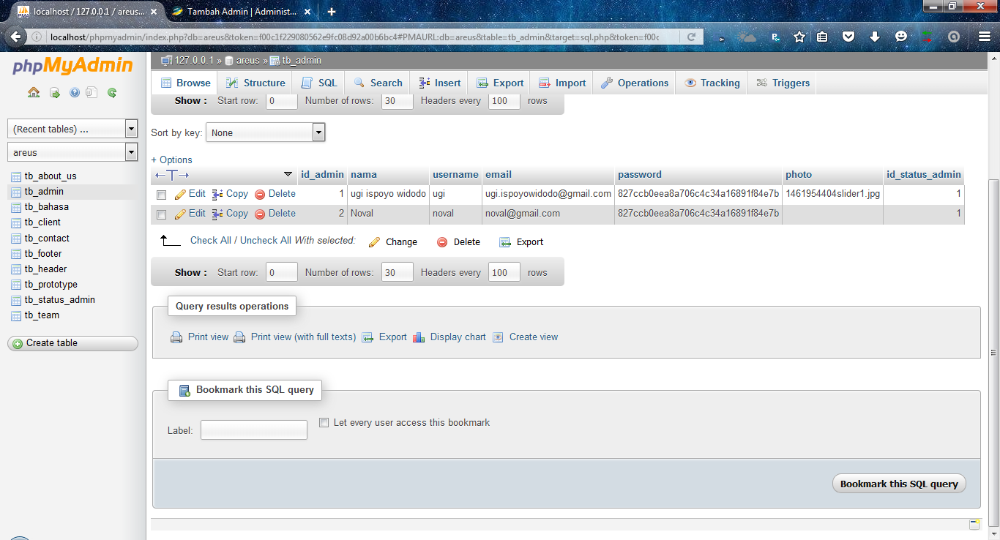 localhost / 127.0.0.1 / areus... × Tambah Admin | Administ... × +
localhost/phpmyadmin/index.php?db=areus&token=f00c1f229080562e9fc08d92a00b6bc4#PMAURL:db=areus&table=tb_admin&target=sql.php&token=f00c
phpMyAdmin
(Recent tables) ...
areus
tb_about_us
tb_admin
tb_bahasa
tb_client
tb_contact
tb_footer
tb_header
tb_prototype
tb_status_admin
tb_team
Create table
127.0.0.1 » areus » tb_admin
Browse Structure SQL Search Insert Export Import Operations Tracking Triggers
Show : Start row: 0 Number of rows: 30 Headers every 100 rows
Sort by key: None
+ Options
id_admin nama username email password photo id_status_admin
Edit Copy Delete 1 ugi ispoyo widodo ugi ugi.ispoyowidodo@gmail.com 827ccb0eea8a706c4c34a16891f84e7b 1461954404slider1.jpg 1
Edit Copy Delete 2 Noval noval noval@gmail.com 827ccb0eea8a706c4c34a16891f84e7b 1
Check All / Uncheck All With selected: Change Delete Export
Show : Start row: 0 Number of rows: 30 Headers every 100 rows
Query results operations
Print view Print view (with full texts) Export Display chart Create view
Bookmark this SQL query
Label: Let every user access this bookmark
Bookmark this SQL query